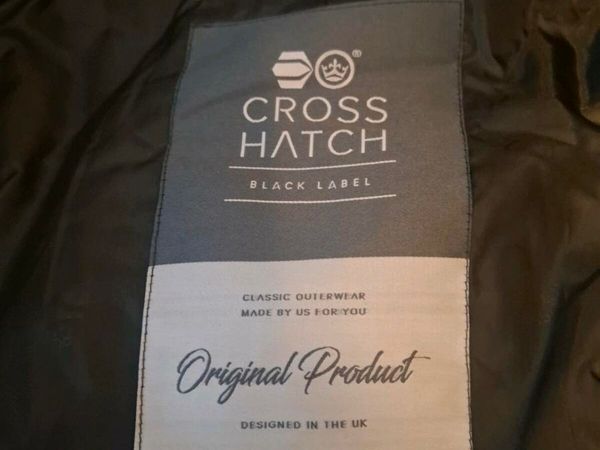 ®
CROSS
HATCH
BLACK LABEL
CLASSIC OUTERWEAR
MADE BY US FOR YOU
Original Product
DESIGNED IN THE UK